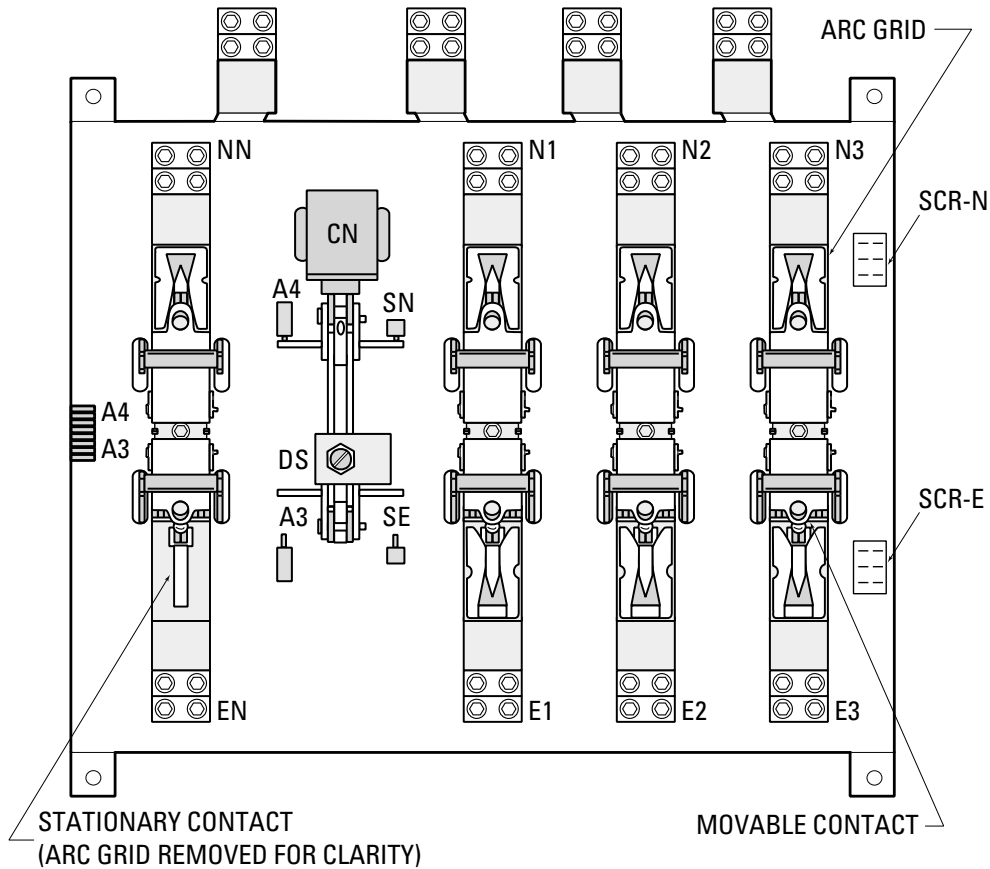 ARC GRID
NN
N1
N2
N3
SCR-N
CN
A4
SN
A4
A3
DS
A3
SE
SCR-E
EN
E1
E2
E3
STATIONARY CONTACT
(ARC GRID REMOVED FOR CLARITY)
MOVABLE CONTACT